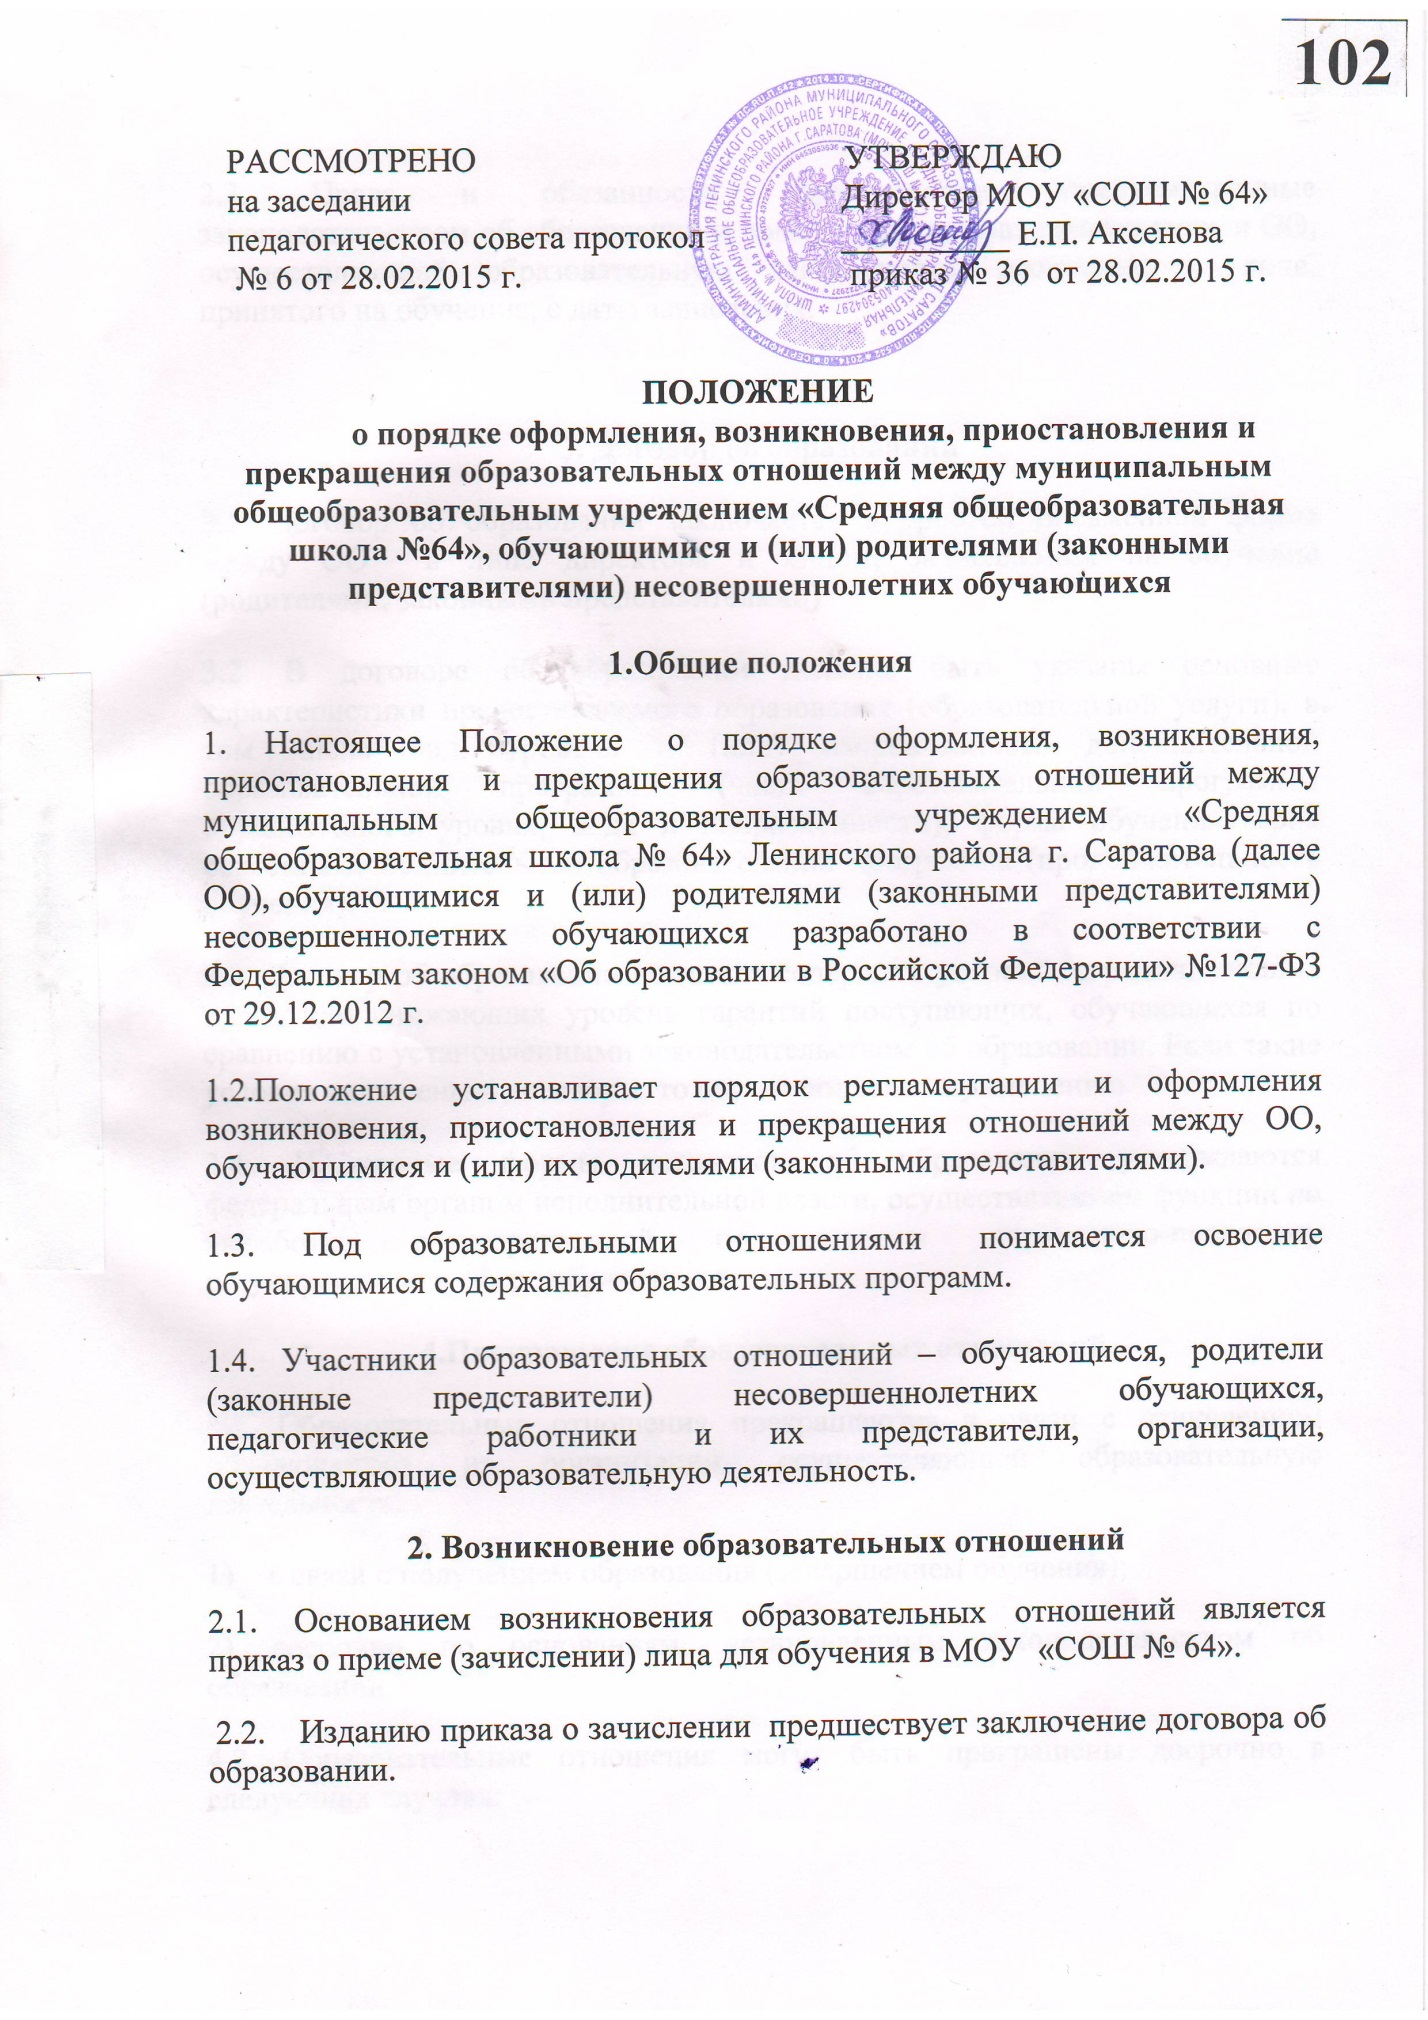 102
РАССМОТРЕНО
на заседании
педагогического совета протокол
№ 6 от 28.02.2015 г.
УТВЕРЖДАЮ
Директор МОУ «СОШ № 64»
Е.П. Аксенова
приказ № 36 от 28.02.2015 г.
ПОЛОЖЕНИЕ
о порядке оформления, возникновения, приостановления и
прекращения образовательных отношений между муниципальным
общеобразовательным учреждением «Средняя общеобразовательная
школа №64», обучающимися и (или) родителями (законными
представителями) несовершеннолетних обучающихся
1.Общие положения
1. Настоящее Положение о порядке оформления, возникновения,
приостановления и прекращения образовательных отношений между
муниципальным общеобразовательным учреждением «Средняя
общеобразовательная школа № 64» Ленинского района г. Саратова (далее
ОО), обучающимися и (или) родителями (законными представителями)
несовершеннолетних обучающихся разработано в соответствии с
Федеральным законом «Об образовании в Российской Федерации» №127-ФЗ
от 29.12.2012 г.
1.2.Положение устанавливает порядок регламентации и оформления
возникновения, приостановления и прекращения отношений между ОО,
обучающимися и (или) их родителями (законными представителями).
1.3. Под образовательными отношениями понимается освоение
обучающимися содержания образовательных программ.
1.4. Участники образовательных отношений – обучающиеся, родители
(законные представители) несовершеннолетних обучающихся,
педагогические работники и их представители, организации,
осуществляющие образовательную деятельность.
2. Возникновение образовательных отношений
2.1. Основанием возникновения образовательных отношений является
приказ о приеме (зачислении) лица для обучения в МОУ «СОШ № 64».
2.2. Изданию приказа о зачислении предшествует заключение договора об
образовании.